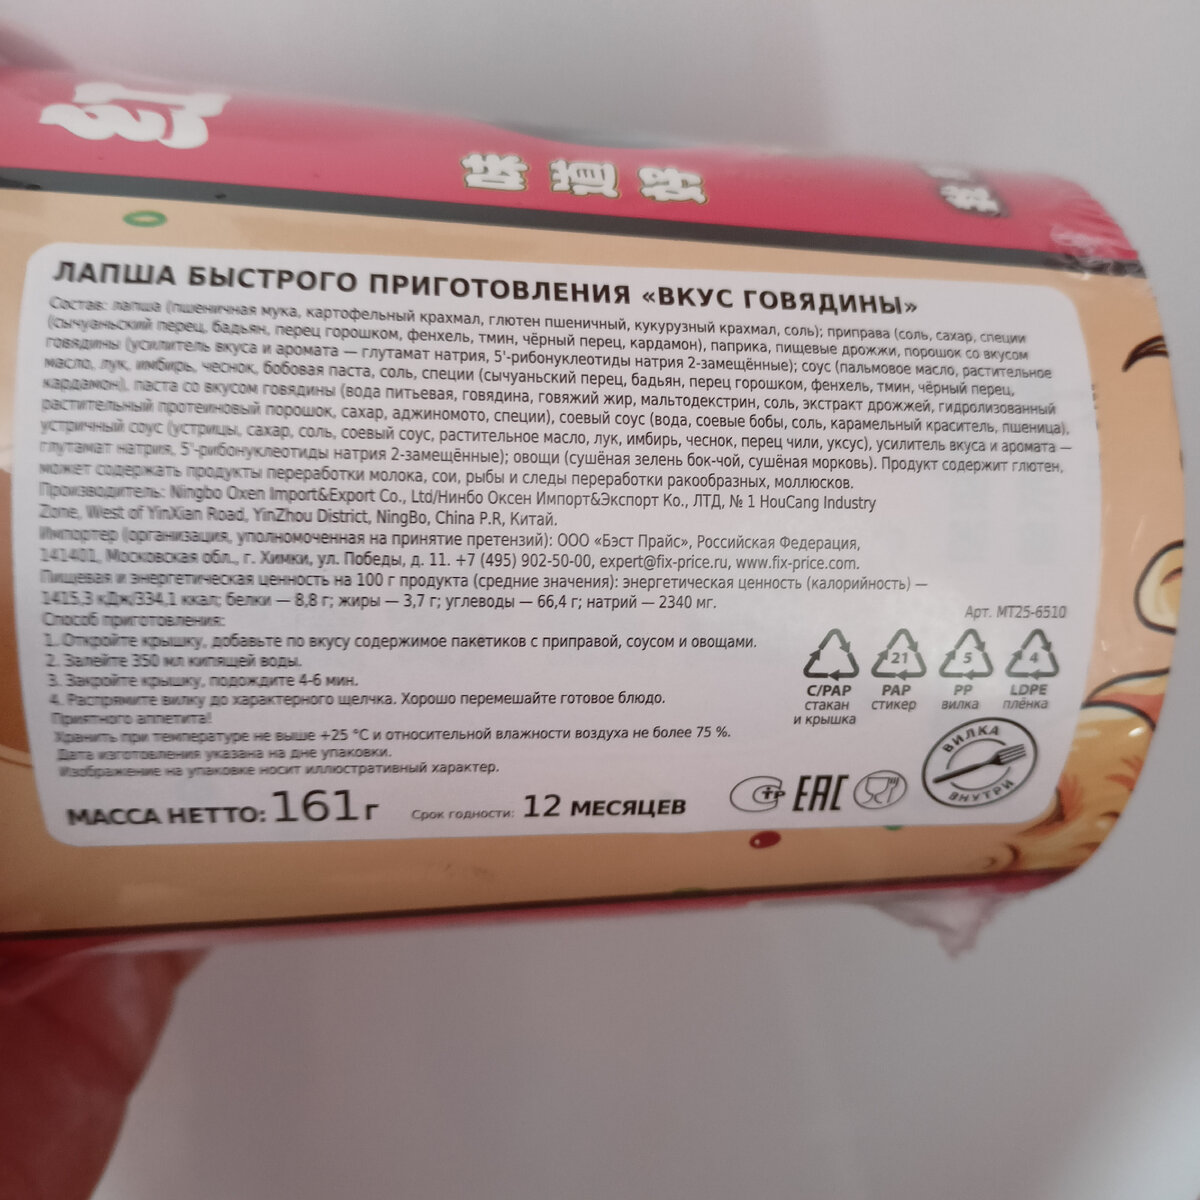 红
味道好
ЛАПША БЫСТРОГО ПРИГОТОВЛЕНИЯ «ВКУС ГОВЯДИНЫ»
Состав: лапша (пшеничная мука, картофельный крахмал, глютен пшеничный, кукурузный крахмал, соль); приправа (соль, сахар, специи
(сычуаньский перец, бадьян, перец горошком, фенхель, тмин, чёрный перец, кардамон), паприка, пищевые дрожжи, порошок со вкусом
говядины (усилитель вкуса и аромата — глутамат натрия, 5'-рибонуклеотиды натрия 2-замещённые); соус (пальмовое масло, растительное
масло, лук, имбирь, чеснок, бобовая паста, соль, специи (сычуаньский перец, бадьян, перец горошком, фенхель, тмин, чёрный перец,
кардамон), паста со вкусом говядины (вода питьевая, говядина, говяжий жир, мальтодекстрин, соль, экстракт дрожжей, гидролизованный
растительный протеиновый порошок, сахар, аджиномото, специи), соевый соус (вода, соевые бобы, соль, карамельный краситель, пшеница),
устричный соус (устрицы, сахар, соль, соевый соус, растительное масло, лук, имбирь, чеснок, перец чили, уксус), усилитель вкуса и аромата —
глутамат натрия, 5'-рибонуклеотиды натрия 2-замещённые); овощи (сушёная зелень бок-чой, сушёная морковь). Продукт содержит глютен,
может содержать продукты переработки молока, сои, рыбы и следы переработки ракообразных, моллюсков.
Производитель: Ningbo Oxen Import&Export Co., Ltd/Нинбо Оксен Импорт&Экспорт Ко., ЛТД, № 1 HouCang Industry
Zone, West of YinXian Road, YinZhou District, NingBo, China P.R, Китай.
Импортер (организация, уполномоченная на принятие претензий): ООО «Бэст Прайс», Российская Федерация,
141401, Московская обл., г. Химки, ул. Победы, д. 11. +7 (495) 902-50-00, expert@fix-price.ru, www.fix-price.com.
Пищевая и энергетическая ценность на 100 г продукта (средние значения): энергетическая ценность (калорийность) —
1415,3 кДж/334,1 ккал; белки — 8,8 г; жиры — 3,7 г; углеводы — 66,4 г; натрий — 2340 мг.
Арт. MT25-6510
Способ приготовления:
1. Откройте крышку, добавьте по вкусу содержимое пакетиков с приправой, соусом и овощами.
2. Залейте 350 мл кипящей воды.
3. Закройте крышку, подождите 4-6 мин.
4. Распрямите вилку до характерного щелчка. Хорошо перемешайте готовое блюдо.
Приятного аппетита!
Хранить при температуре не выше +25 °C и относительной влажности воздуха не более 75 %.
Дата изготовления указана на дне упаковки.
Изображение на упаковке носит иллюстративный характер.
21 5 4
C/PAP PAP PP LDPE
стакан стикер вилка плёнка
и крышка
ВИЛКА
ВНУТРИ
МАССА НЕТТО: 161 г Срок годности: 12 МЕСЯЦЕВ
СТР EAC